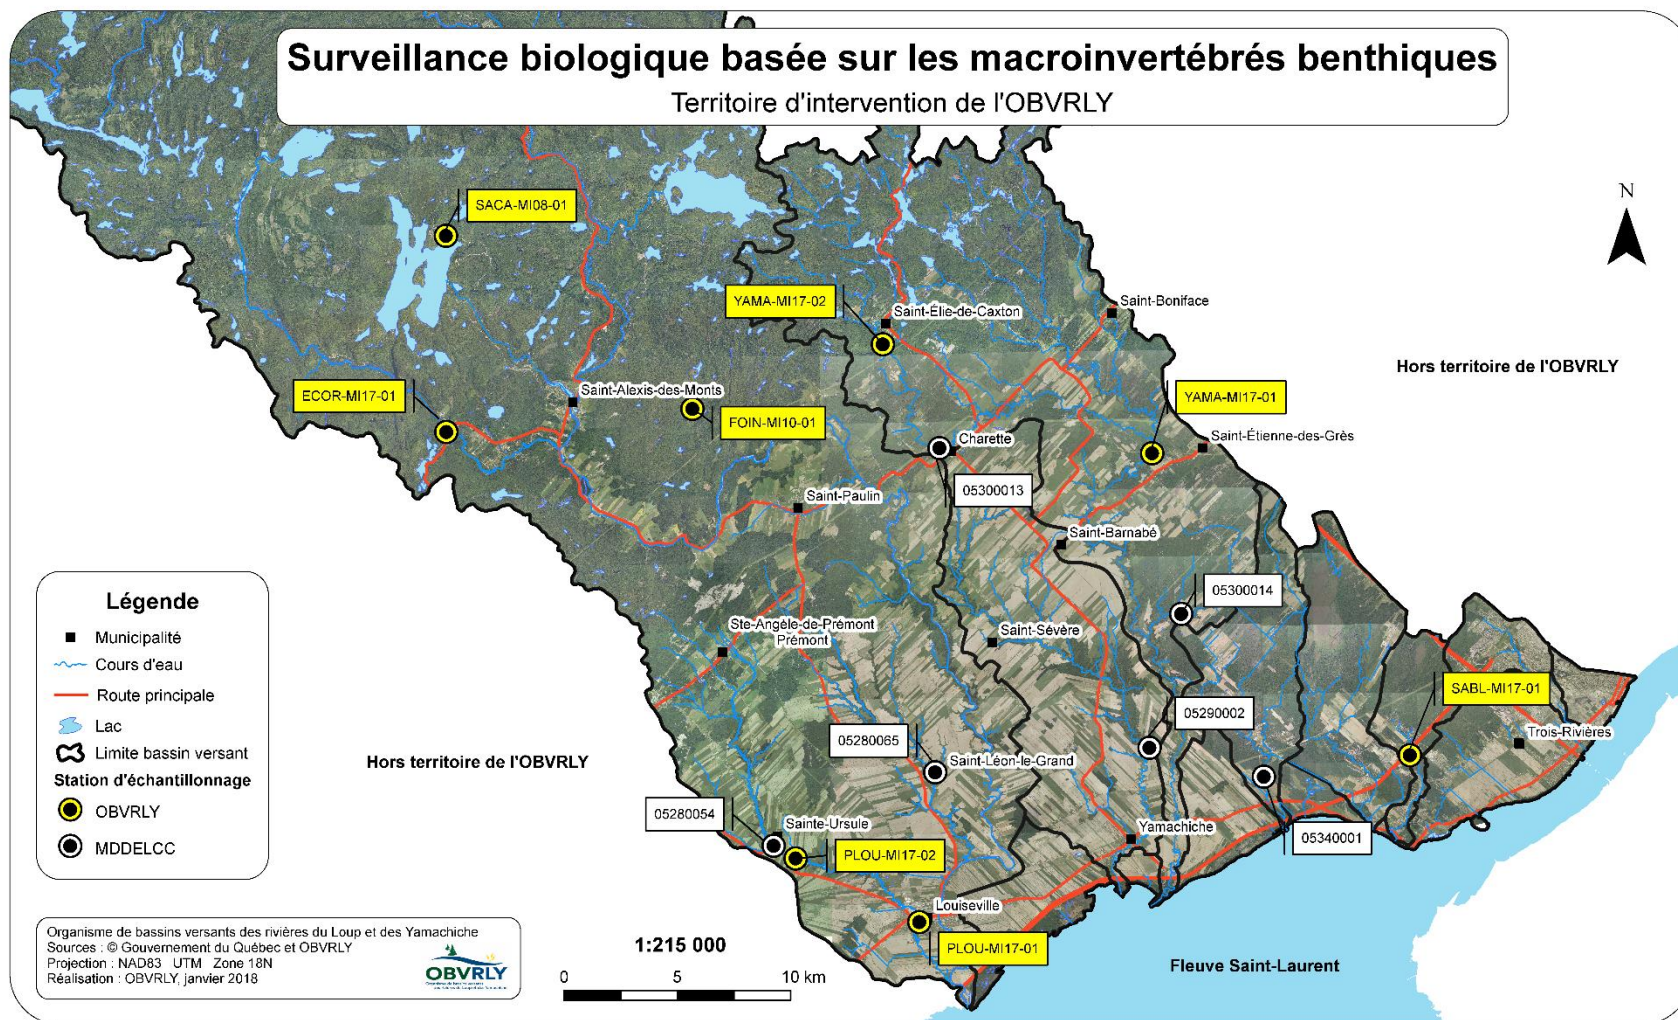 Surveillance biologique basée sur les macroinvertébrés benthiques
Territoire d'intervention de l'OBVRLY
N
SACA-MI08-01
YAMA-MI17-02
Saint-Élie-de-Caxton
Saint-Boniface
Hors territoire de l'OBVRLY
ECOR-MI17-01
Saint-Alexis-des-Monts
FOIN-MI10-01
YAMA-MI17-01
Charette
Saint-Étienne-des-Grès
05300013
Saint-Paulin
Saint-Barnabé
05300014
Ste-Angèle-de-Prémont
Prémont
Saint-Sévère
SABL-MI17-01
05290002
05280065
Trois-Rivières
Hors territoire de l'OBVRLY
Saint-Léon-le-Grand
05280054
Sainte-Ursule
Yamachiche
05340001
PLOU-MI17-02
Louiseville
PLOU-MI17-01
Fleuve Saint-Laurent
Légende
Municipalité
Cours d'eau
Route principale
Lac
Limite bassin versant
Station d'échantillonnage
OBVRLY
MDDELCC
Organisme de bassins versants des rivières du Loup et des Yamachiche
Sources : © Gouvernement du Québec et OBVRLY
Projection : NAD83 UTM Zone 18N
Réalisation : OBVRLY, janvier 2018
OBVRLY
1:215 000
0 5 10 km